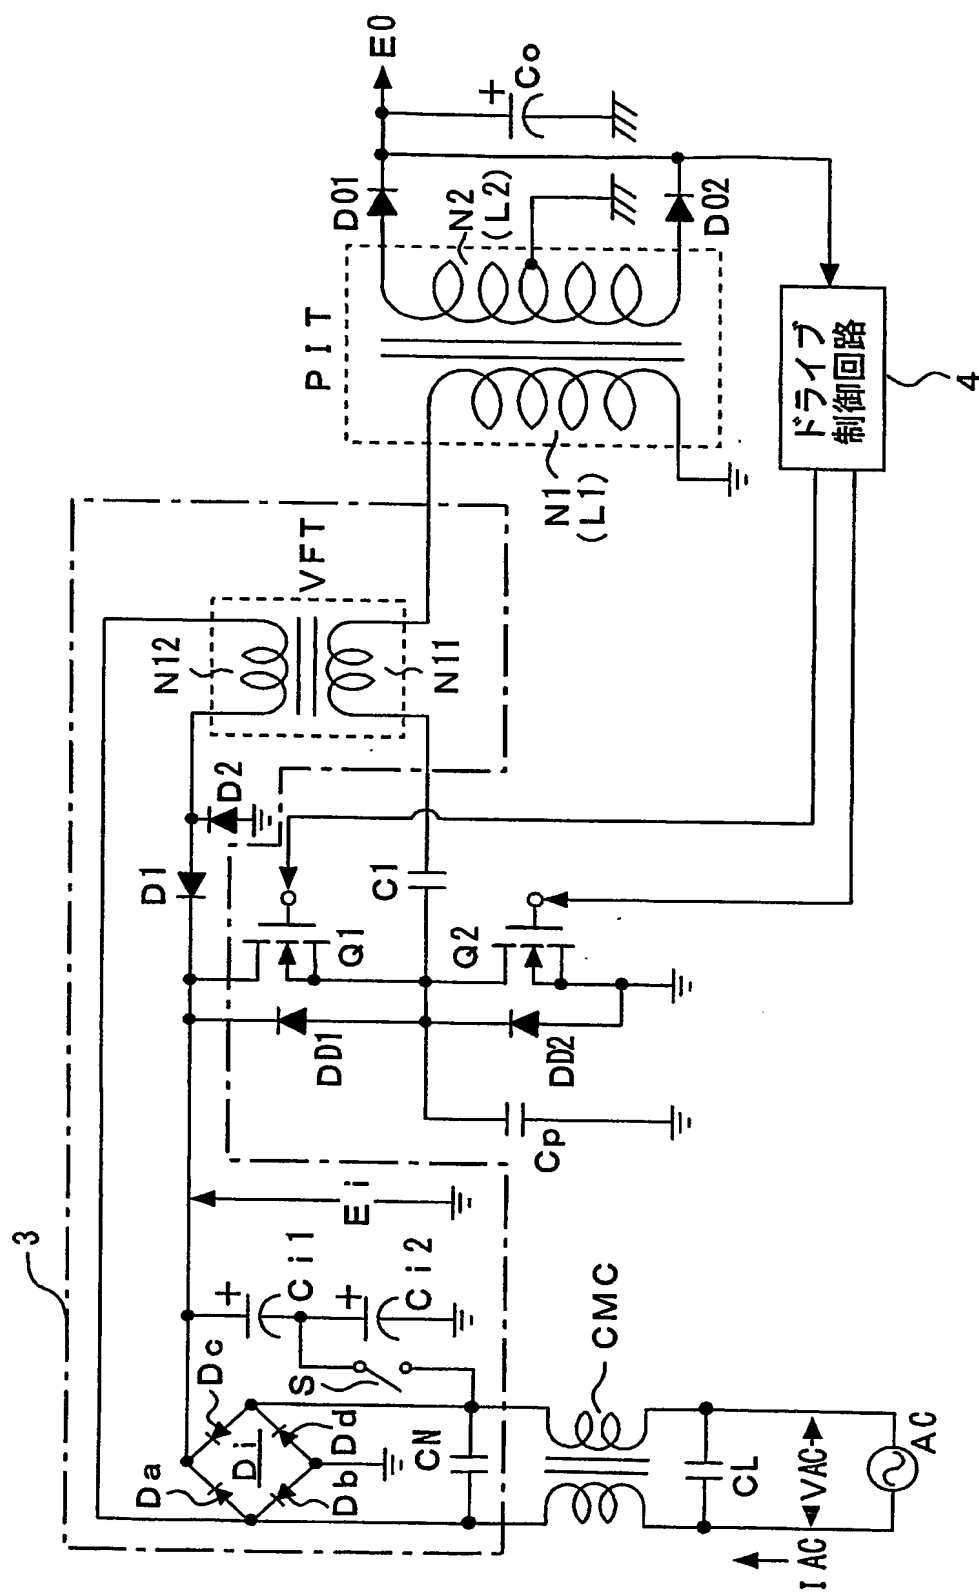 3
Da
Dc
Di
Db
Dd
S
Ci1
+
Ci2
+
Ei
CN
CMC
CL
VAC
IAC
AC
Cp
DD1
DD2
Q1
Q2
C1
D1
D2
N12
N11
VFT
PIT
N1
(L1)
N2
(L2)
D01
D02
+
Co
E0
ドライブ
制御回路
4